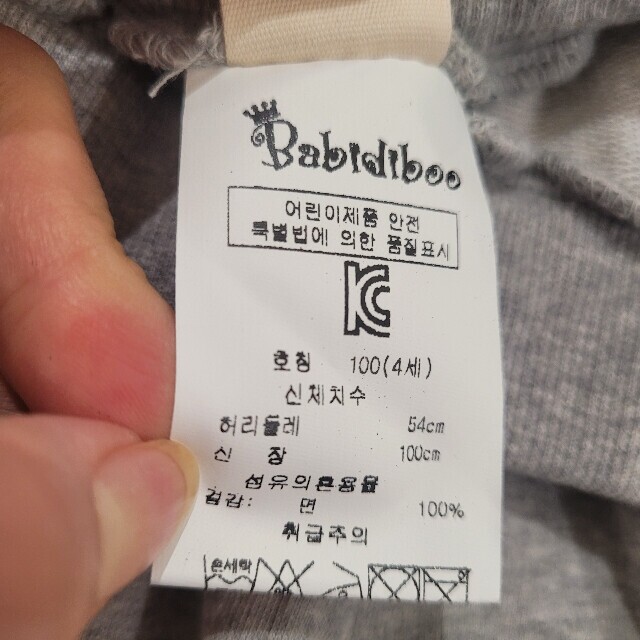 Babidiboo
어린이제품 안전
특별법에 의한 품질표시
KC
호칭 100(4세)
신체치수
허리둘레 54cm
신 장 100cm
섬유의혼용율
겉감: 면 100%
취급주의
손세탁